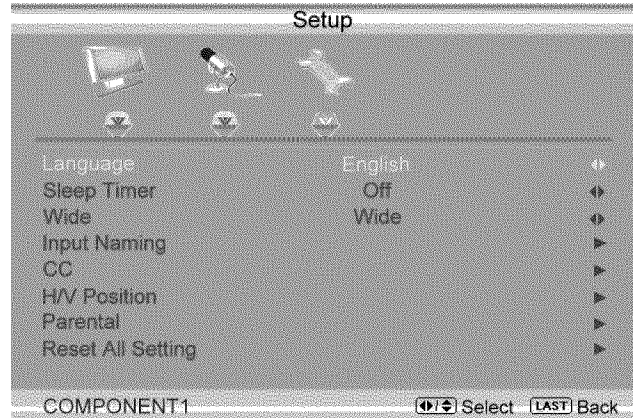 Setup
Language English
Sleep Timer Off
Wide Wide
Input Naming
CC
H/V Position
Parental
Reset All Setting
COMPONENT1 Select LAST Back